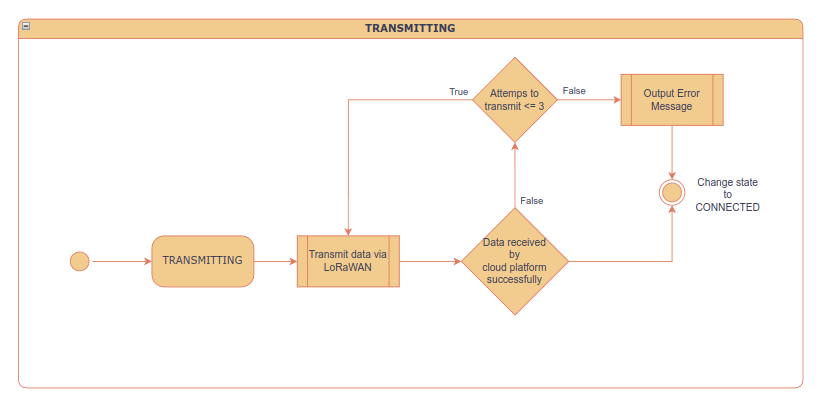 TRANSMITTING
True
Attemps to
transmit <= 3
False
Output Error
Message
Change state
to
CONNECTED
False
TRANSMITTING
Transmit data via
LoRaWAN
Data received
by
cloud platform
successfully